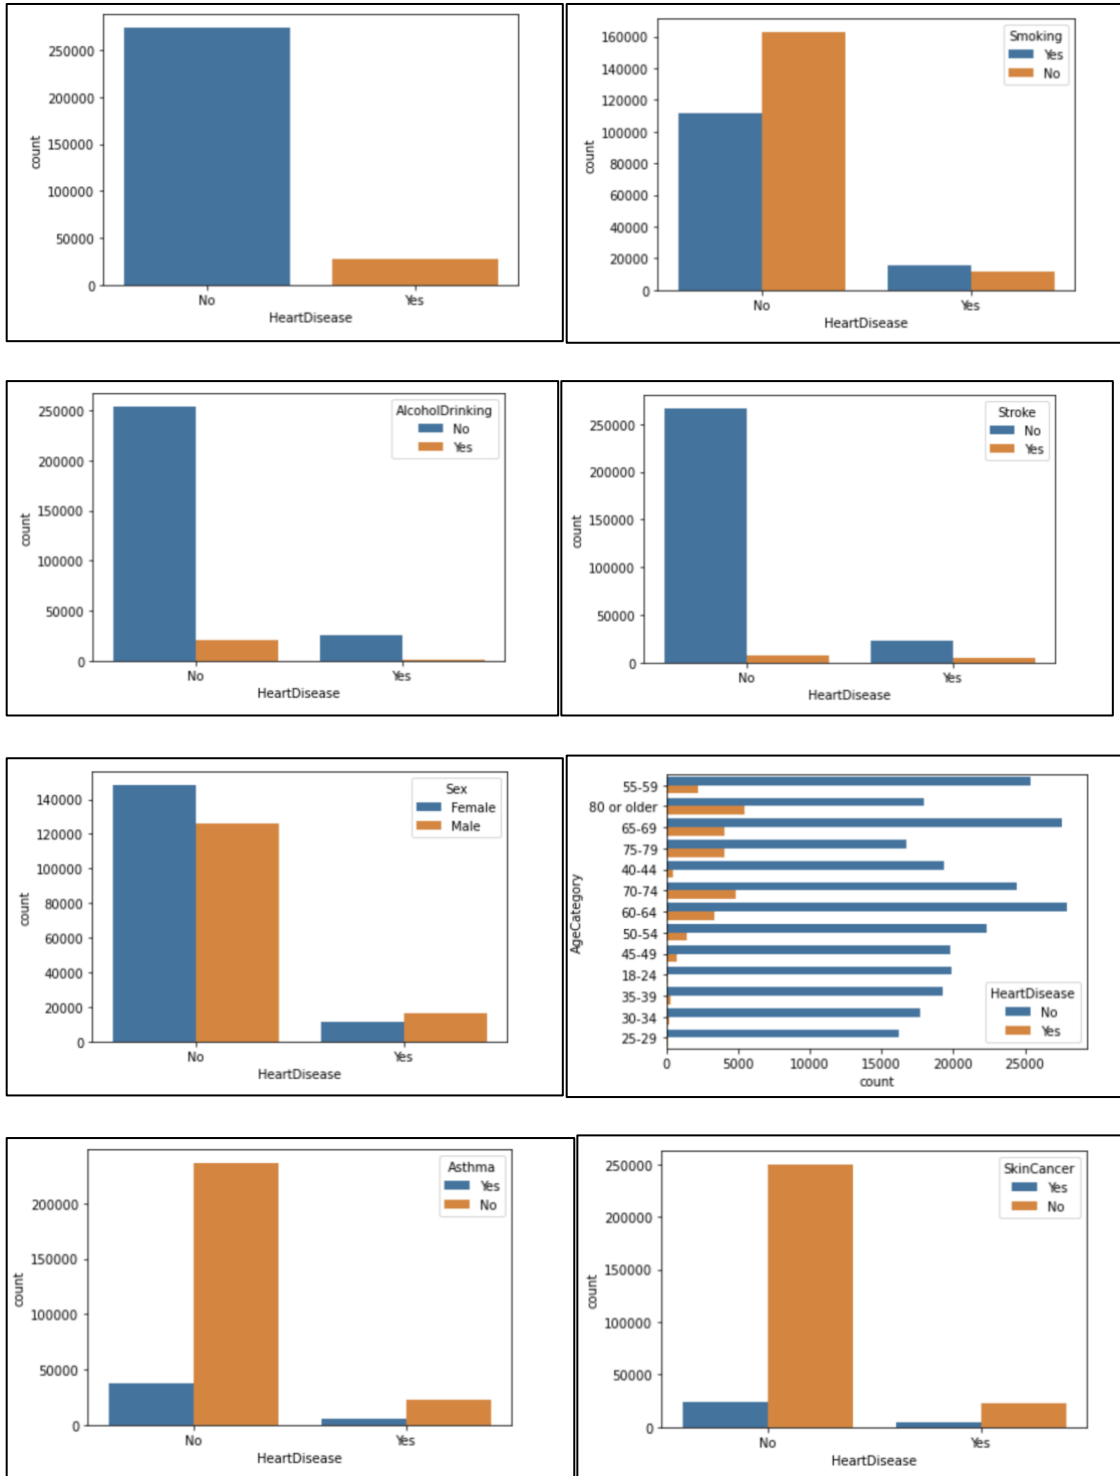 250000
200000
150000
100000
50000
0
count
No Yes
HeartDisease
160000
140000
120000
100000
80000
60000
40000
20000
0
count
Smoking
Yes
No
No Yes
HeartDisease
250000
200000
150000
100000
50000
0
count
AlcoholDrinking
No
Yes
No Yes
HeartDisease
250000
200000
150000
100000
50000
0
count
Stroke
No
Yes
No Yes
HeartDisease
140000
120000
100000
80000
60000
40000
20000
0
count
Sex
Female
Male
No Yes
HeartDisease
AgeCategory
55-59
80 or older
65-69
75-79
40-44
70-74
60-64
50-54
45-49
18-24
35-39
30-34
25-29
HeartDisease
No
Yes
0 5000 10000 15000 20000 25000
count
200000
150000
100000
50000
0
count
Asthma
Yes
No
No Yes
HeartDisease
250000
200000
150000
100000
50000
0
count
SkinCancer
Yes
No
No Yes
HeartDisease